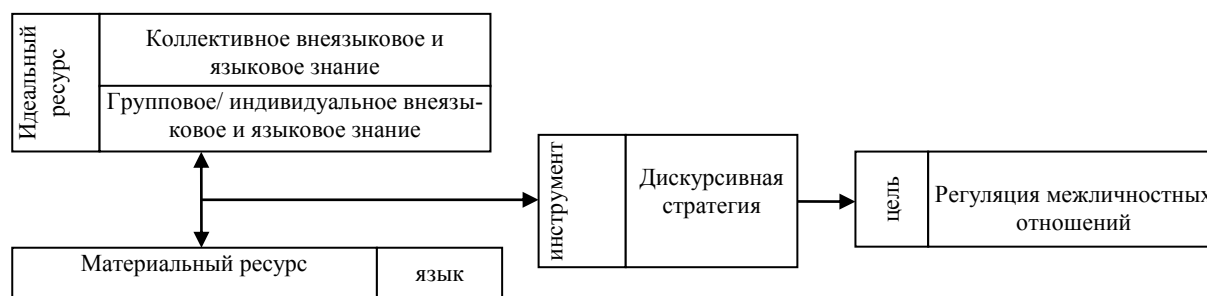 Идеальный
ресурс
Коллективное внеязыковое и
языковое знание
Групповое/ индивидуальное внеязы-
ковое и языковое знание
инструмент
Дискурсивная
стратегия
цель
Регуляция межличностных
отношений
Материальный ресурс
язык